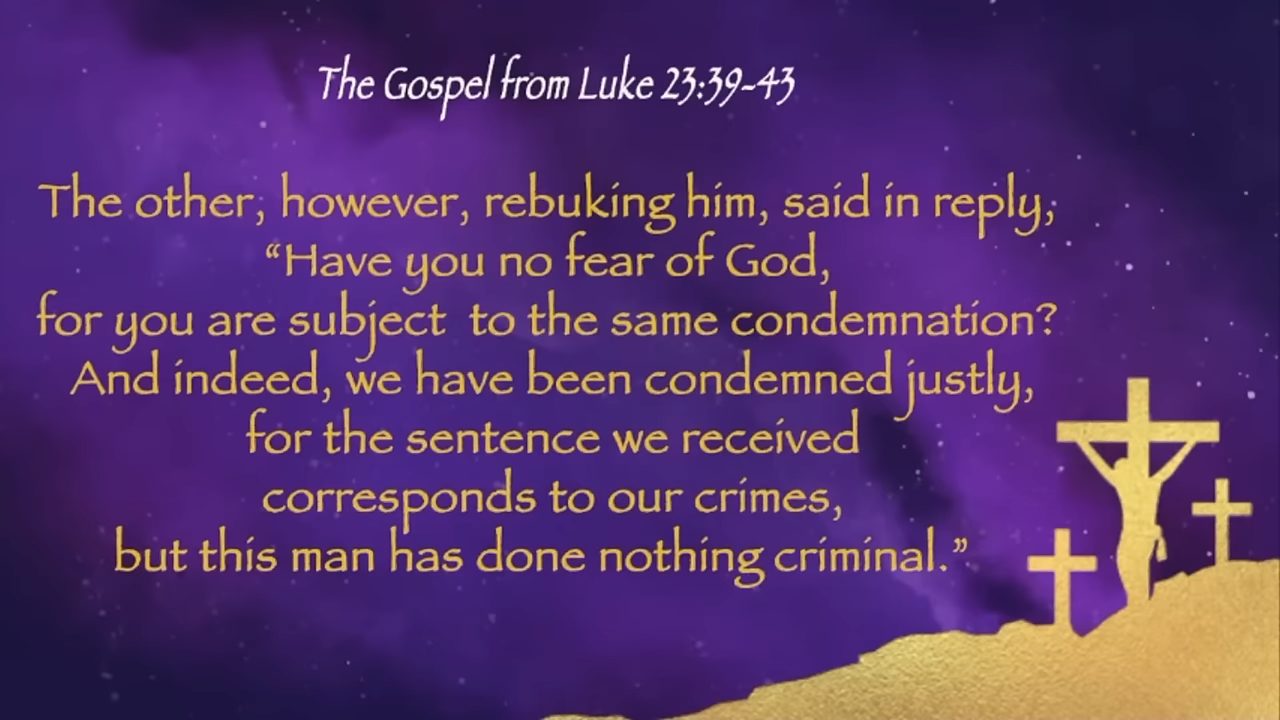 The Gospel from Luke 23:39-43
The other, however, rebuking him, said in reply,
“Have you no fear of God,
for you are subject to the same condemnation?
And indeed, we have been condemned justly,
for the sentence we received
corresponds to our crimes,
but this man has done nothing criminal.”